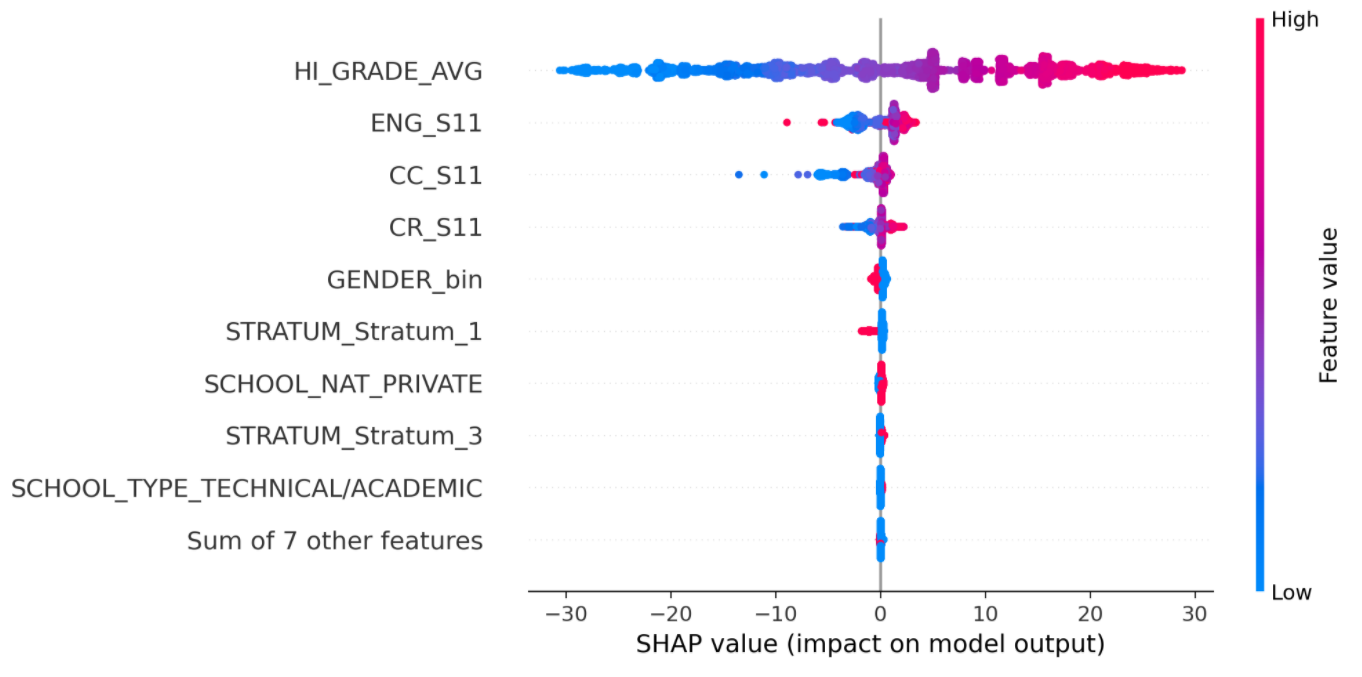 High
HI_GRADE_AVG
ENG_S11
CC_S11
CR_S11
GENDER_bin
STRATUM_Stratum_1
SCHOOL_NAT_PRIVATE
STRATUM_Stratum_3
SCHOOL_TYPE_TECHNICAL/ACADEMIC
Sum of 7 other features
Feature value
Low
−30 −20 −10 0 10 20 30
SHAP value (impact on model output)